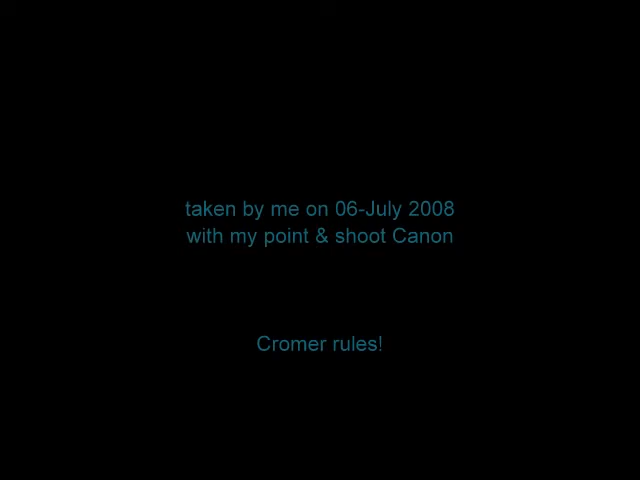 taken by me on 06-July 2008
with my point & shoot Canon
Cromer rules!